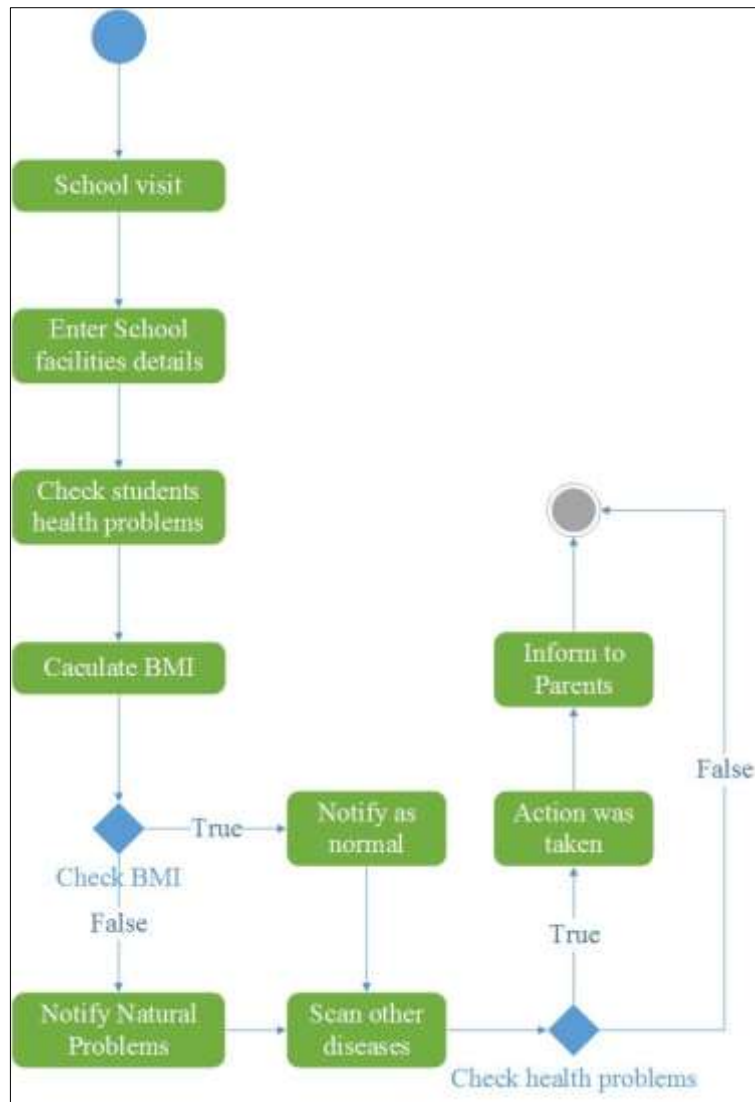 School visit
Enter School
facilities details
Check students
health problems
Caculate BMI
Check BMI
True
Notify as
normal
False
Notify Natural
Problems
Scan other
diseases
Check health problems
True
Action was
taken
Inform to
Parents
False